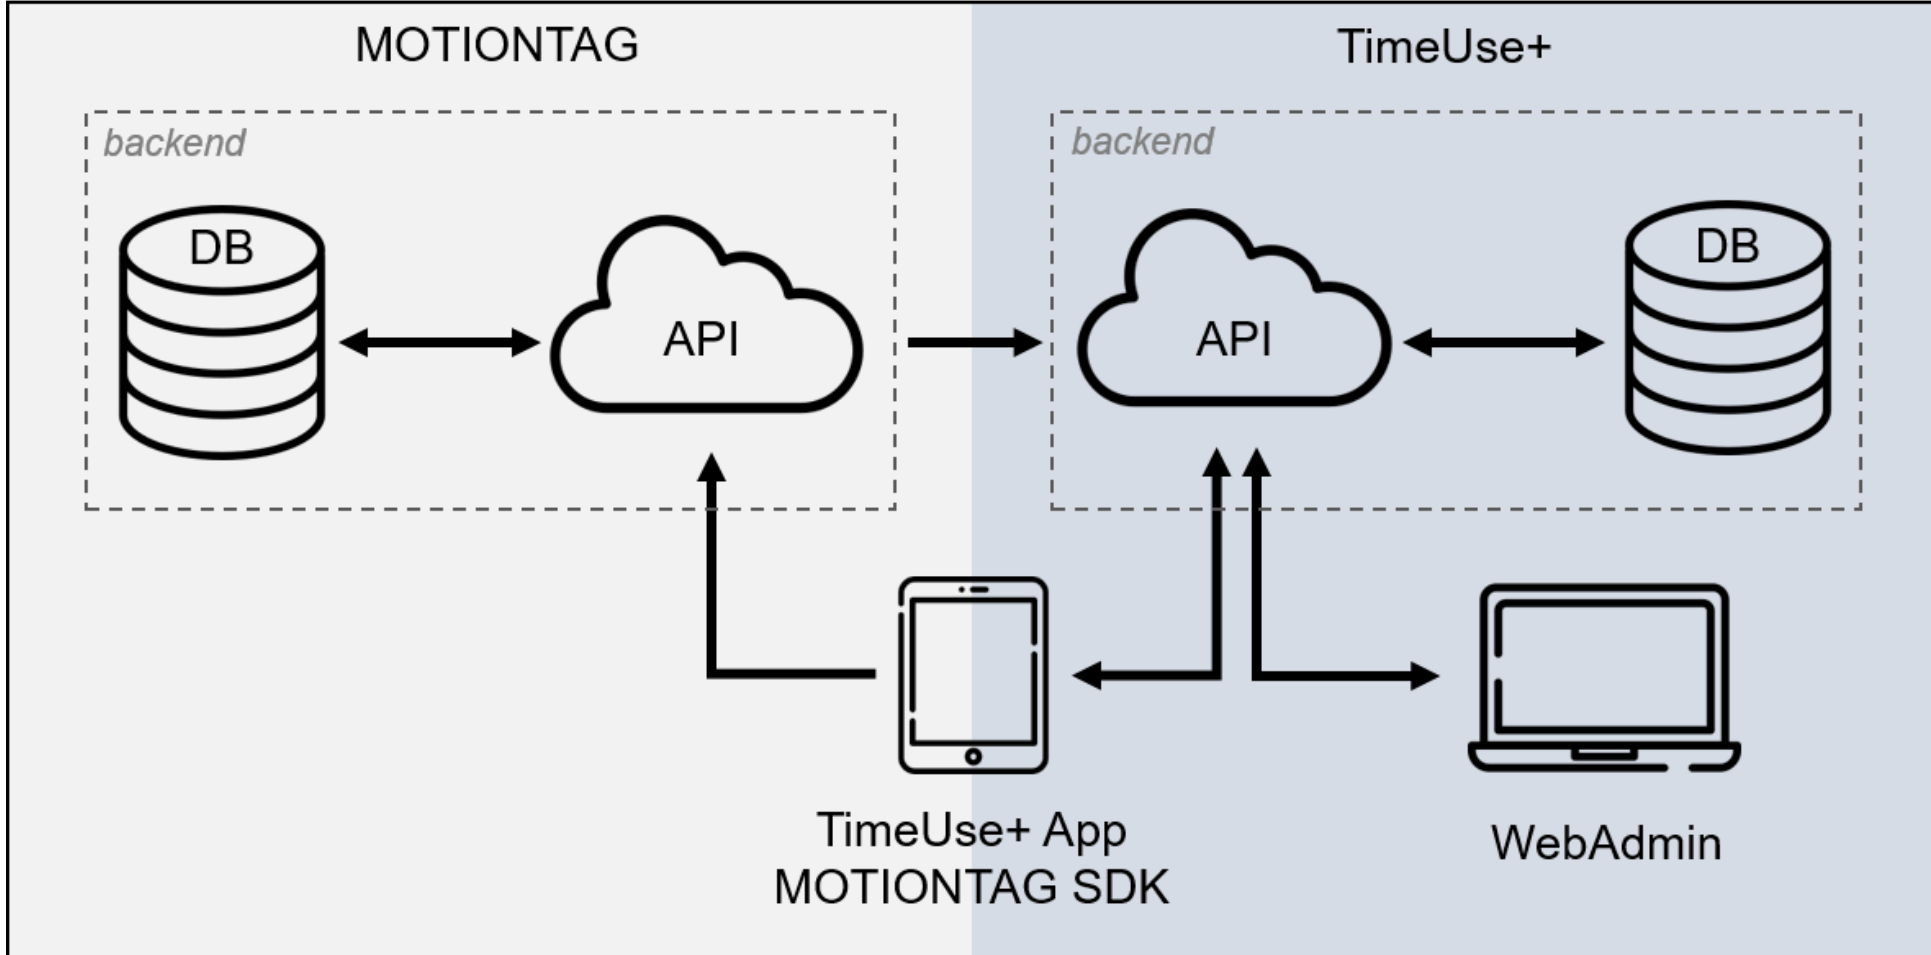 MOTIONTAG
TimeUse+
backend
backend
DB
API
API
DB
TimeUse+ App
MOTIONTAG SDK
WebAdmin